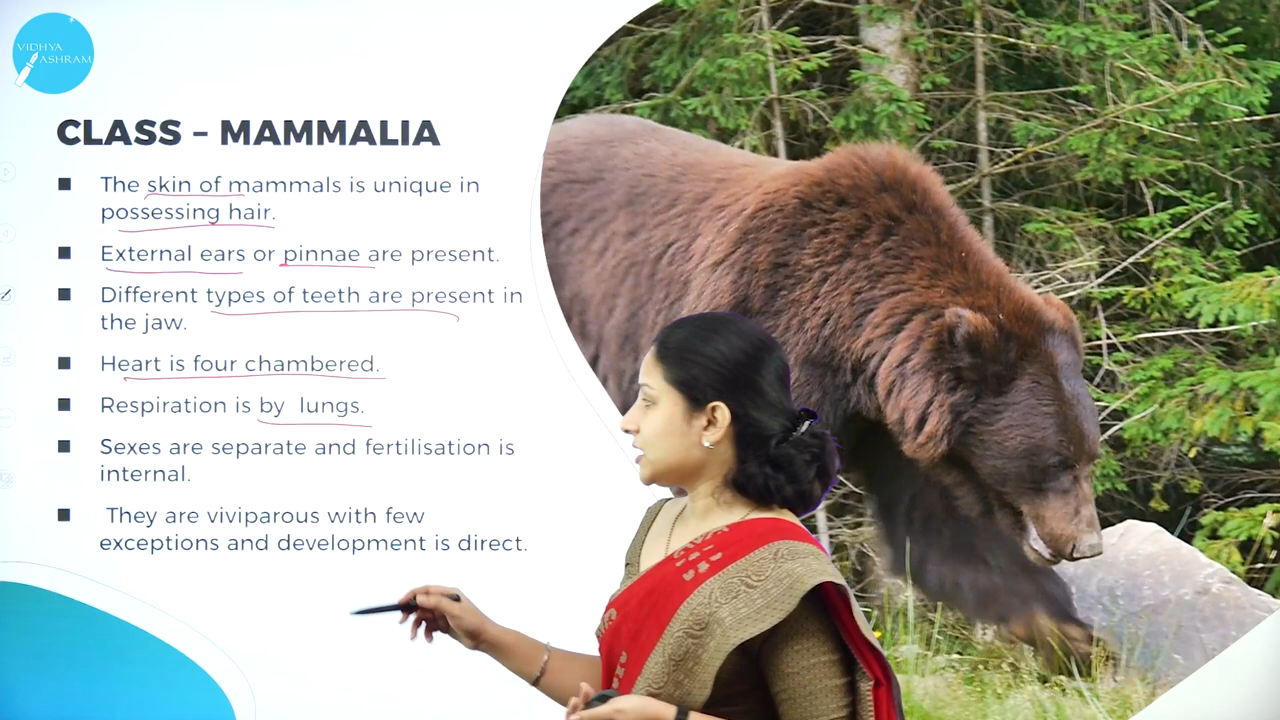 VIDHYA
ASHRAM
CLASS – MAMMALIA
The skin of mammals is unique in
possessing hair.
External ears or pinnae are present.
Different types of teeth are present in
the jaw.
Heart is four chambered.
Respiration is by lungs.
Sexes are separate and fertilisation is
internal.
They are viviparous with few
exceptions and development is direct.